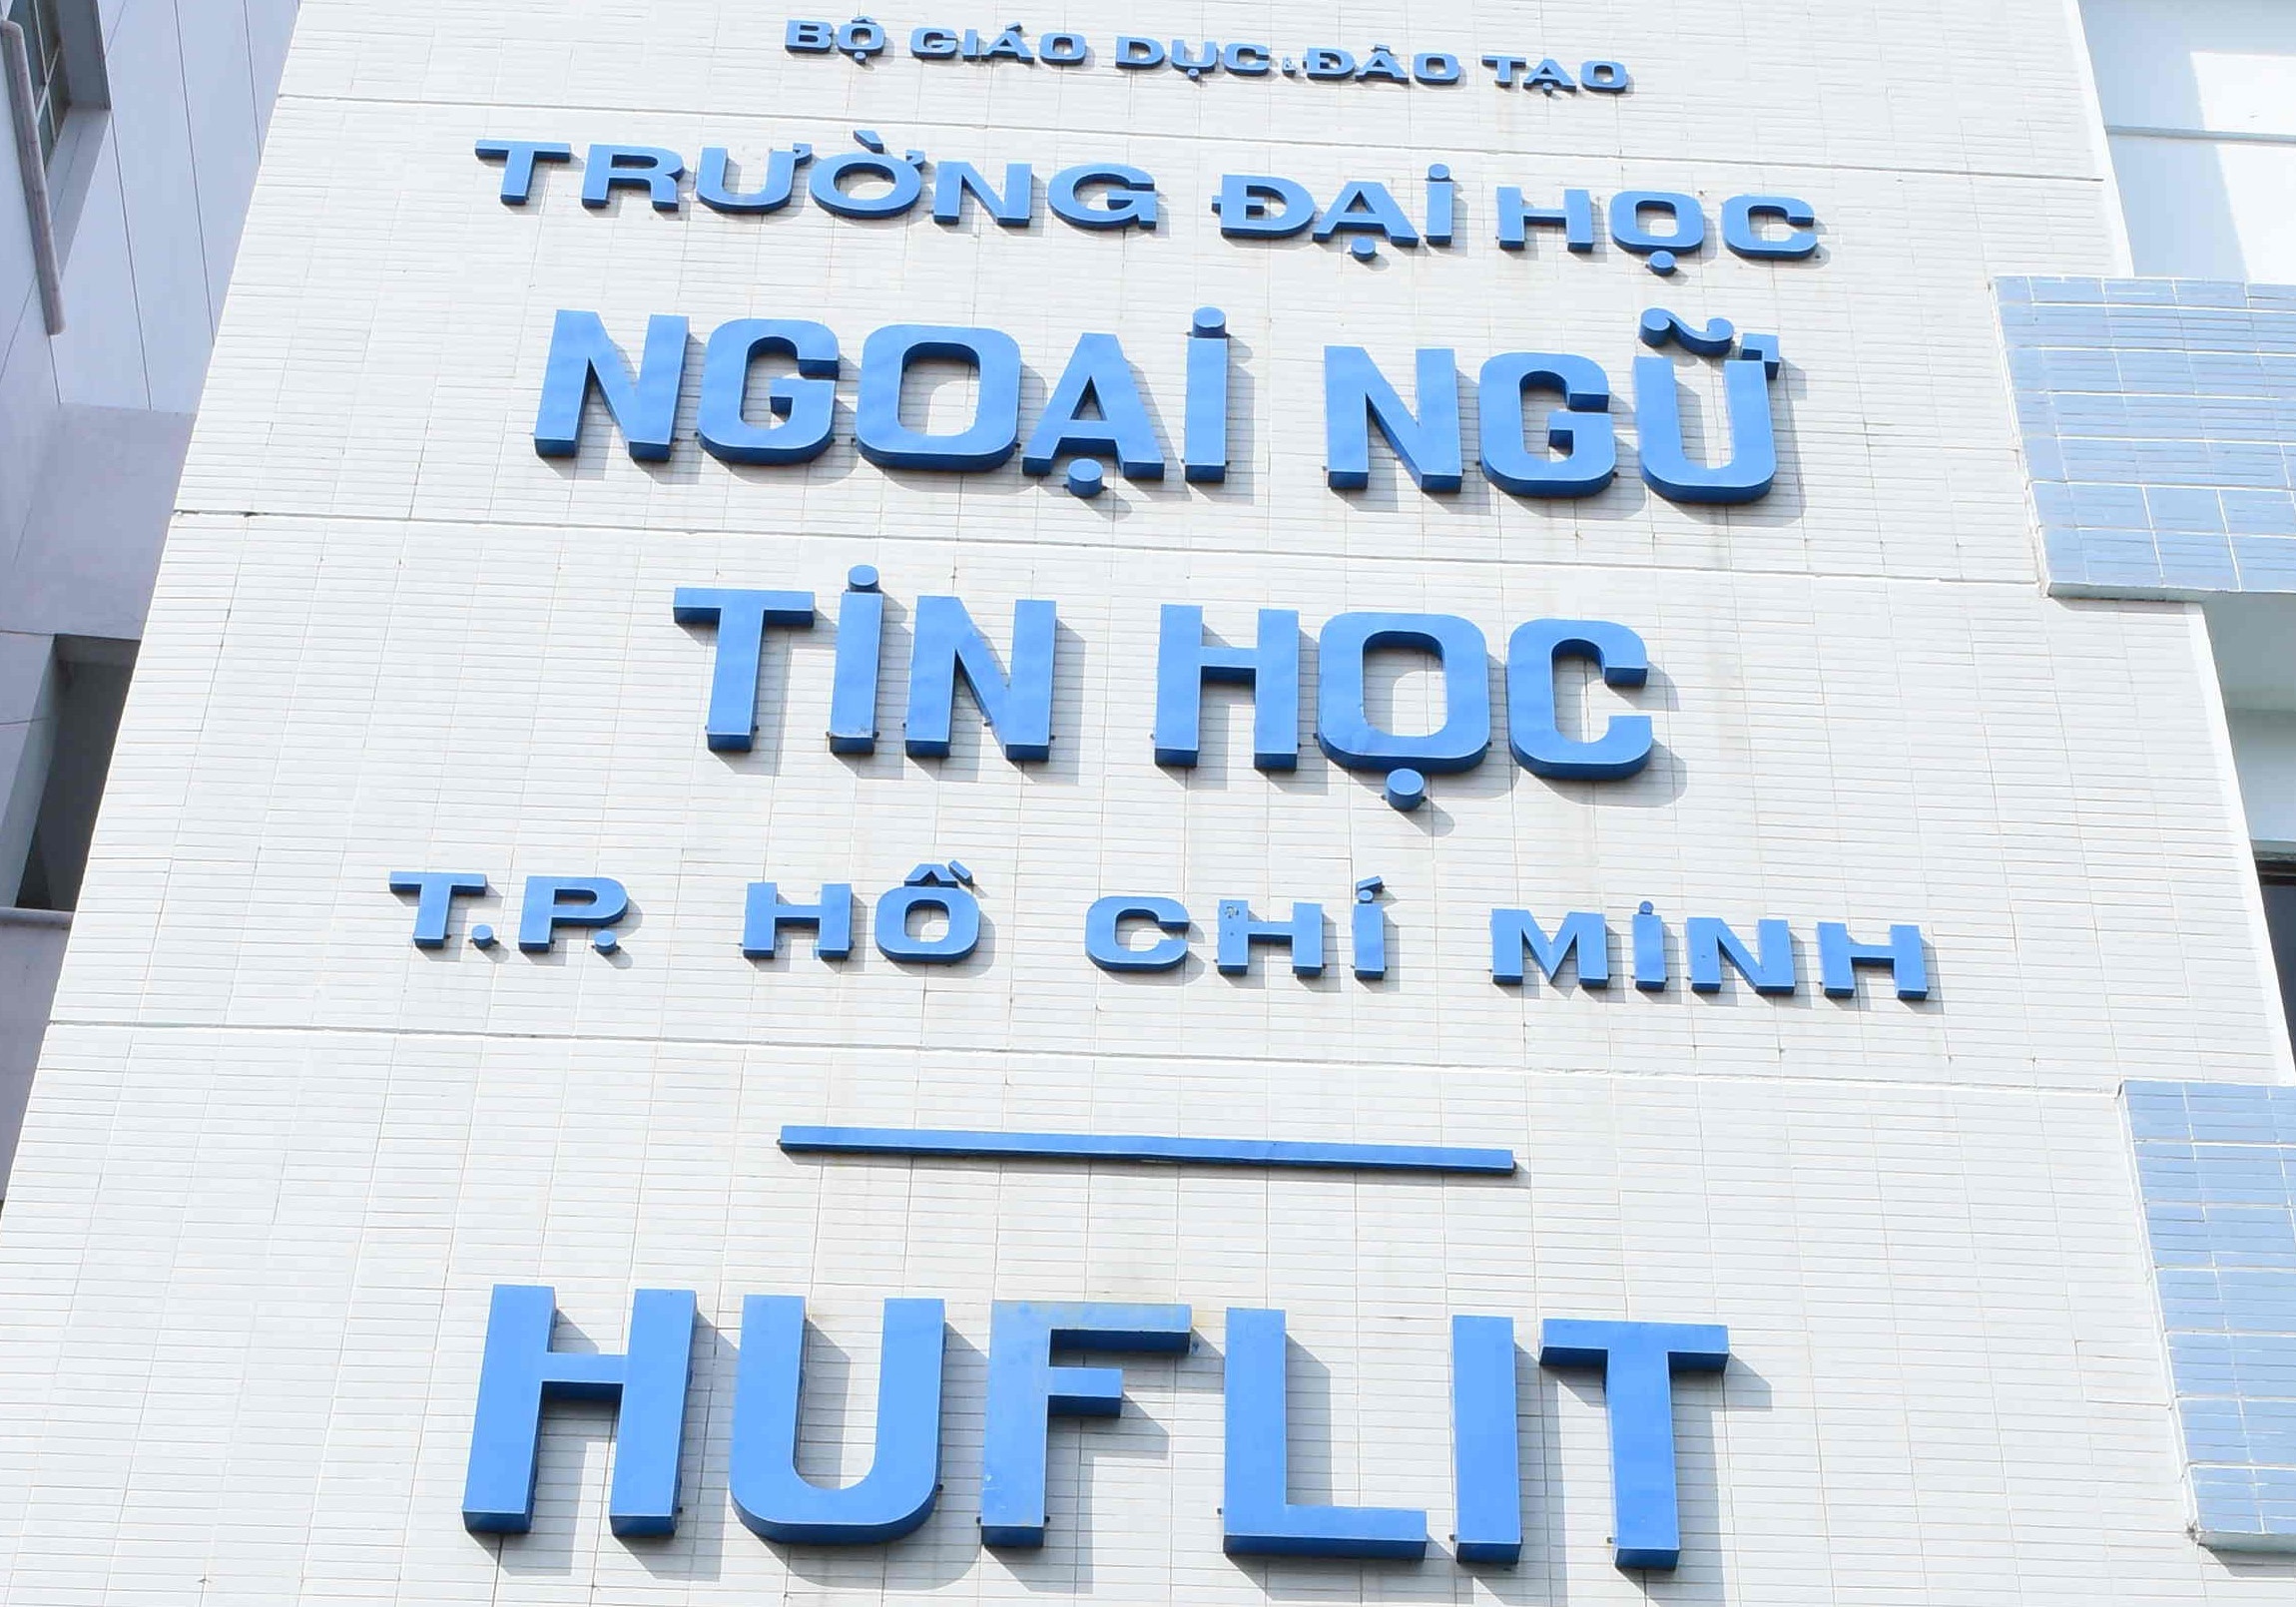 BỘ GIÁO DỤC & ĐÀO TẠO
TRƯỜNG ĐẠI HỌC
NGOẠI NGỮ
TIN HỌC
T.P. HỒ CHÍ MINH
HUFLIT